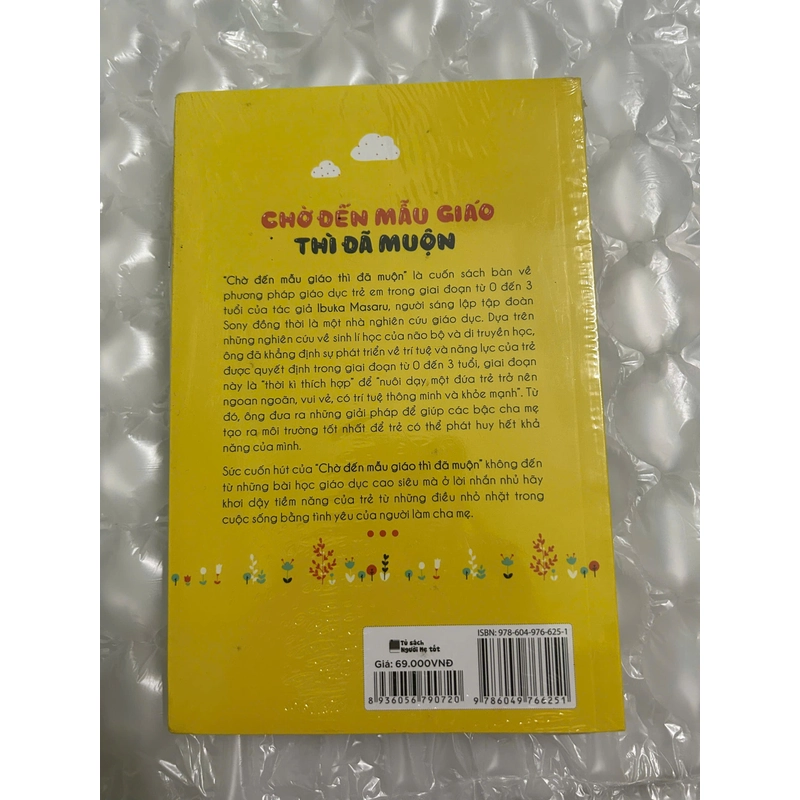 CHỜ ĐẾN MẪU GIÁO
THÌ ĐÃ MUỘN
"Chờ đến mẫu giáo thì đã muộn" là cuốn sách bàn về
phương pháp giáo dục trẻ em trong giai đoạn từ 0 đến 3
tuổi của tác giả Ibuka Masaru, người sáng lập tập đoàn
Sony đồng thời là một nhà nghiên cứu giáo dục. Dựa trên
những nghiên cứu về sinh lí học của não bộ và di truyền học,
ông đã khẳng định sự phát triển về trí tuệ và năng lực của trẻ
được quyết định trong giai đoạn từ 0 đến 3 tuổi, giai đoạn
này là "thời kì thích hợp" để "nuôi dạy một đứa trẻ trở nên
ngoan ngoãn, vui vẻ, có trí tuệ thông minh và khỏe mạnh". Từ
đó, ông đưa ra những giải pháp để giúp các bậc cha mẹ
tạo ra môi trường tốt nhất để trẻ có thể phát huy hết khả
năng của mình.
Sức cuốn hút của "Chờ đến mẫu giáo thì đã muộn" không đến
từ những bài học giáo dục cao siêu mà ở lời nhắn nhủ hãy
khơi dậy tiềm năng của trẻ từ những điều nhỏ nhặt trong
cuộc sống bằng tình yêu của người làm cha mẹ.
Tủ sách
Người Mẹ tốt
Giá: 69.000VNĐ
8 936056 790720
ISBN: 978-604-976-625-1
9 786049 766251